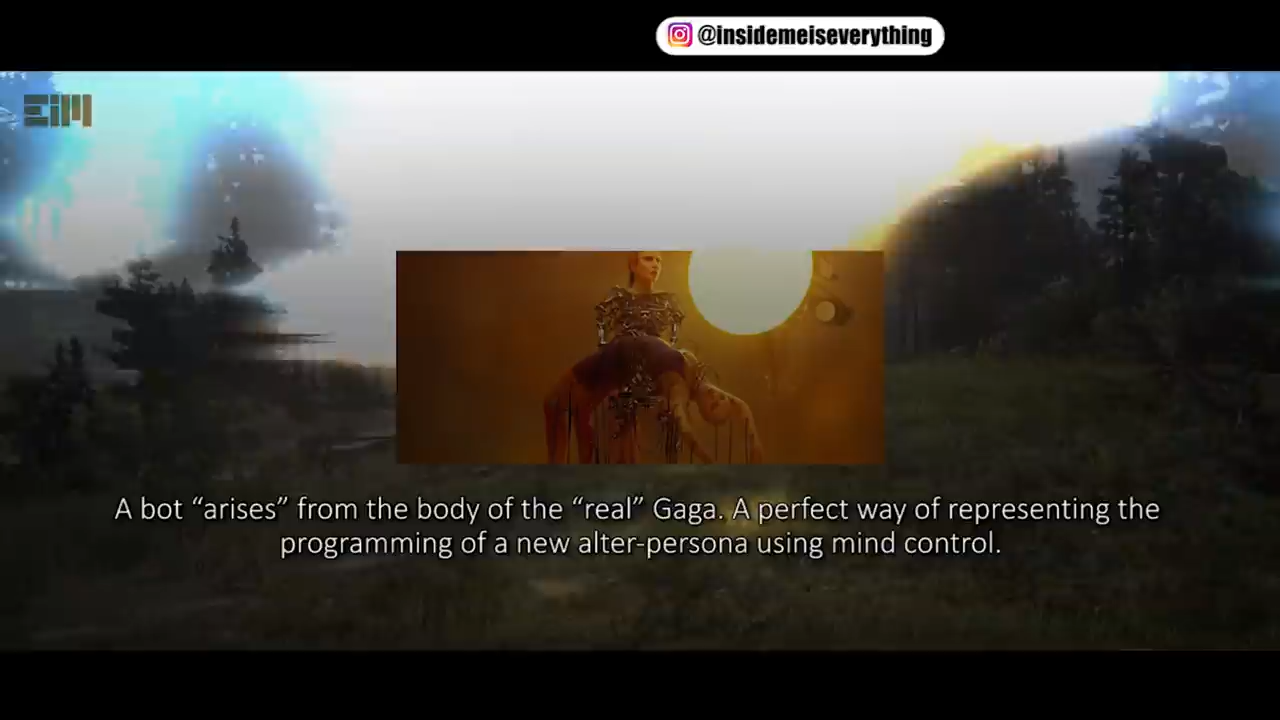 @insidemeiseverything
EiM
A bot “arises” from the body of the “real” Gaga. A perfect way of representing the
programming of a new alter-persona using mind control.